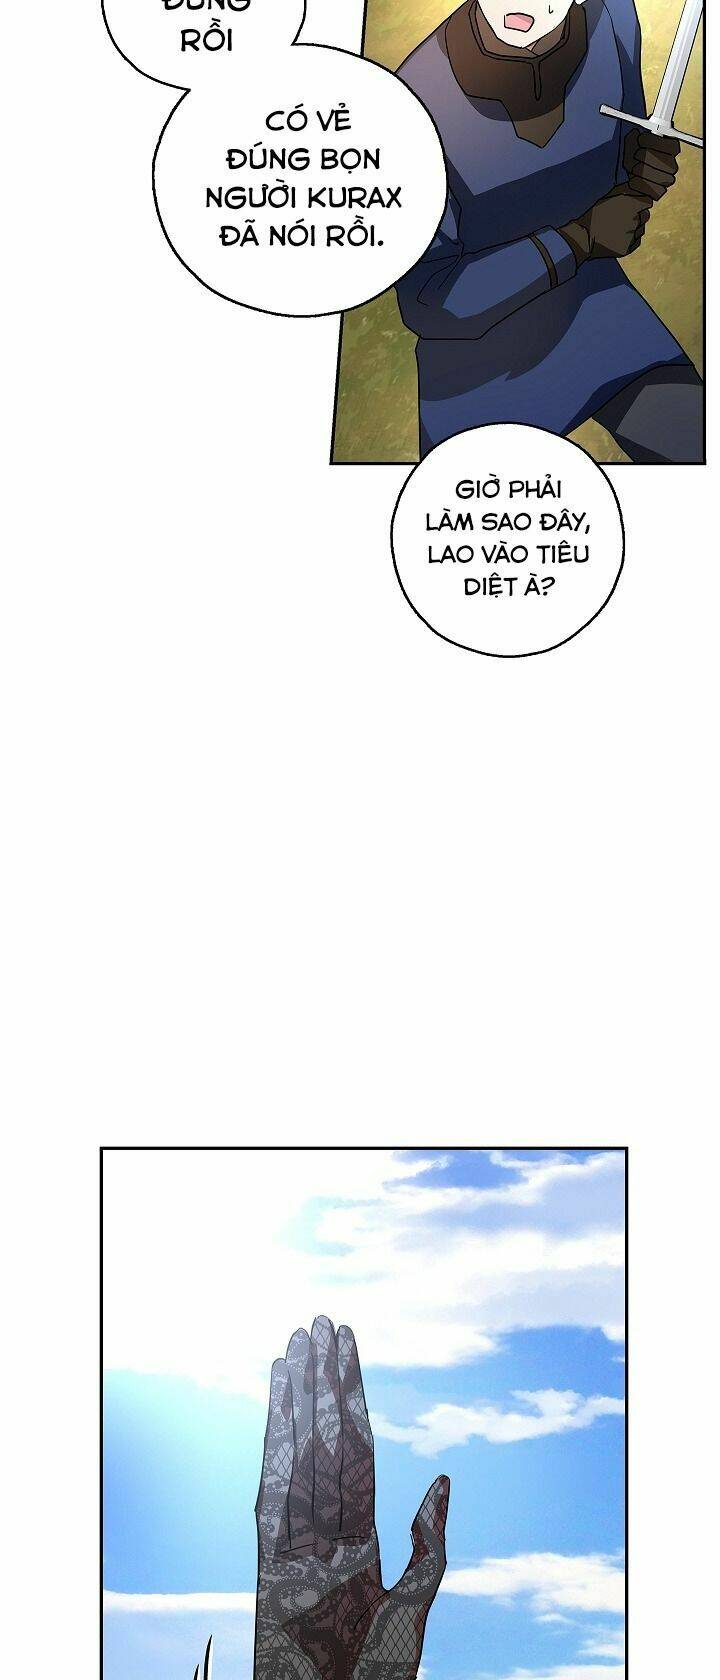 ĐÚNG
RỒI
CÓ VẺ
ĐÚNG BỌN
NGƯỜI KURAX
ĐÃ NÓI RỒI.
GIỜ PHẢI
LÀM SAO ĐÂY,
LAO VÀO TIÊU
DIỆT À?